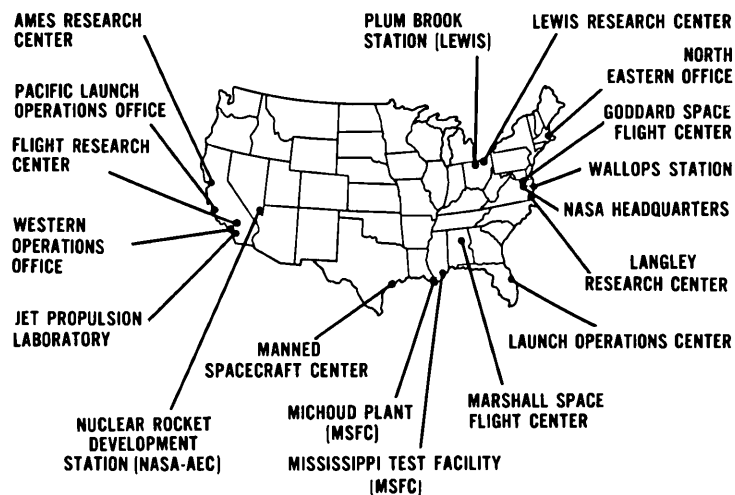 AMES RESEARCH
CENTER
PACIFIC LAUNCH
OPERATIONS OFFICE
FLIGHT RESEARCH
CENTER
WESTERN
OPERATIONS
OFFICE
JET PROPULSION
LABORATORY
NUCLEAR ROCKET
DEVELOPMENT
STATION (NASA-AEC)
MANNED
SPACECRAFT CENTER
MICHOUD PLANT
(MSFC)
MISSISSIPPI TEST FACILITY
(MSFC)
PLUM BROOK
STATION (LEWIS)
LEWIS RESEARCH CENTER
NORTH
EASTERN OFFICE
GODDARD SPACE
FLIGHT CENTER
WALLOPS STATION
NASA HEADQUARTERS
LANGLEY
RESEARCH CENTER
LAUNCH OPERATIONS CENTER
MARSHALL SPACE
FLIGHT CENTER